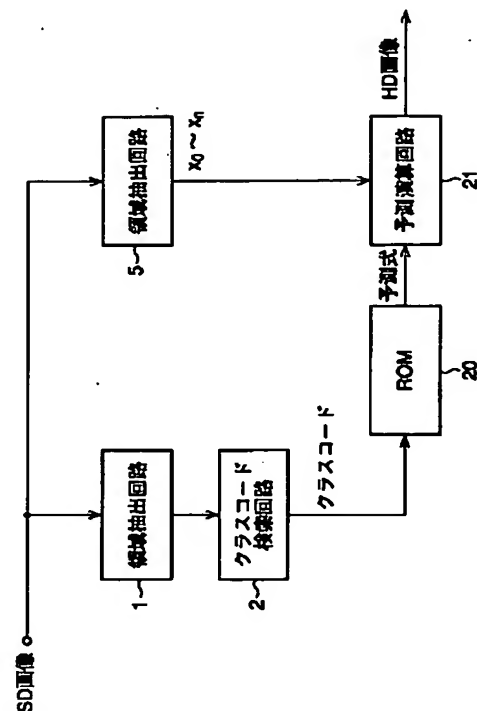 SD画像
領域抽出回路
1
クラスコード
検索回路
2
クラスコード
領域抽出回路
5
X0 ~ Xn
ROM
20
予測式
予測演算回路
21
HD画像